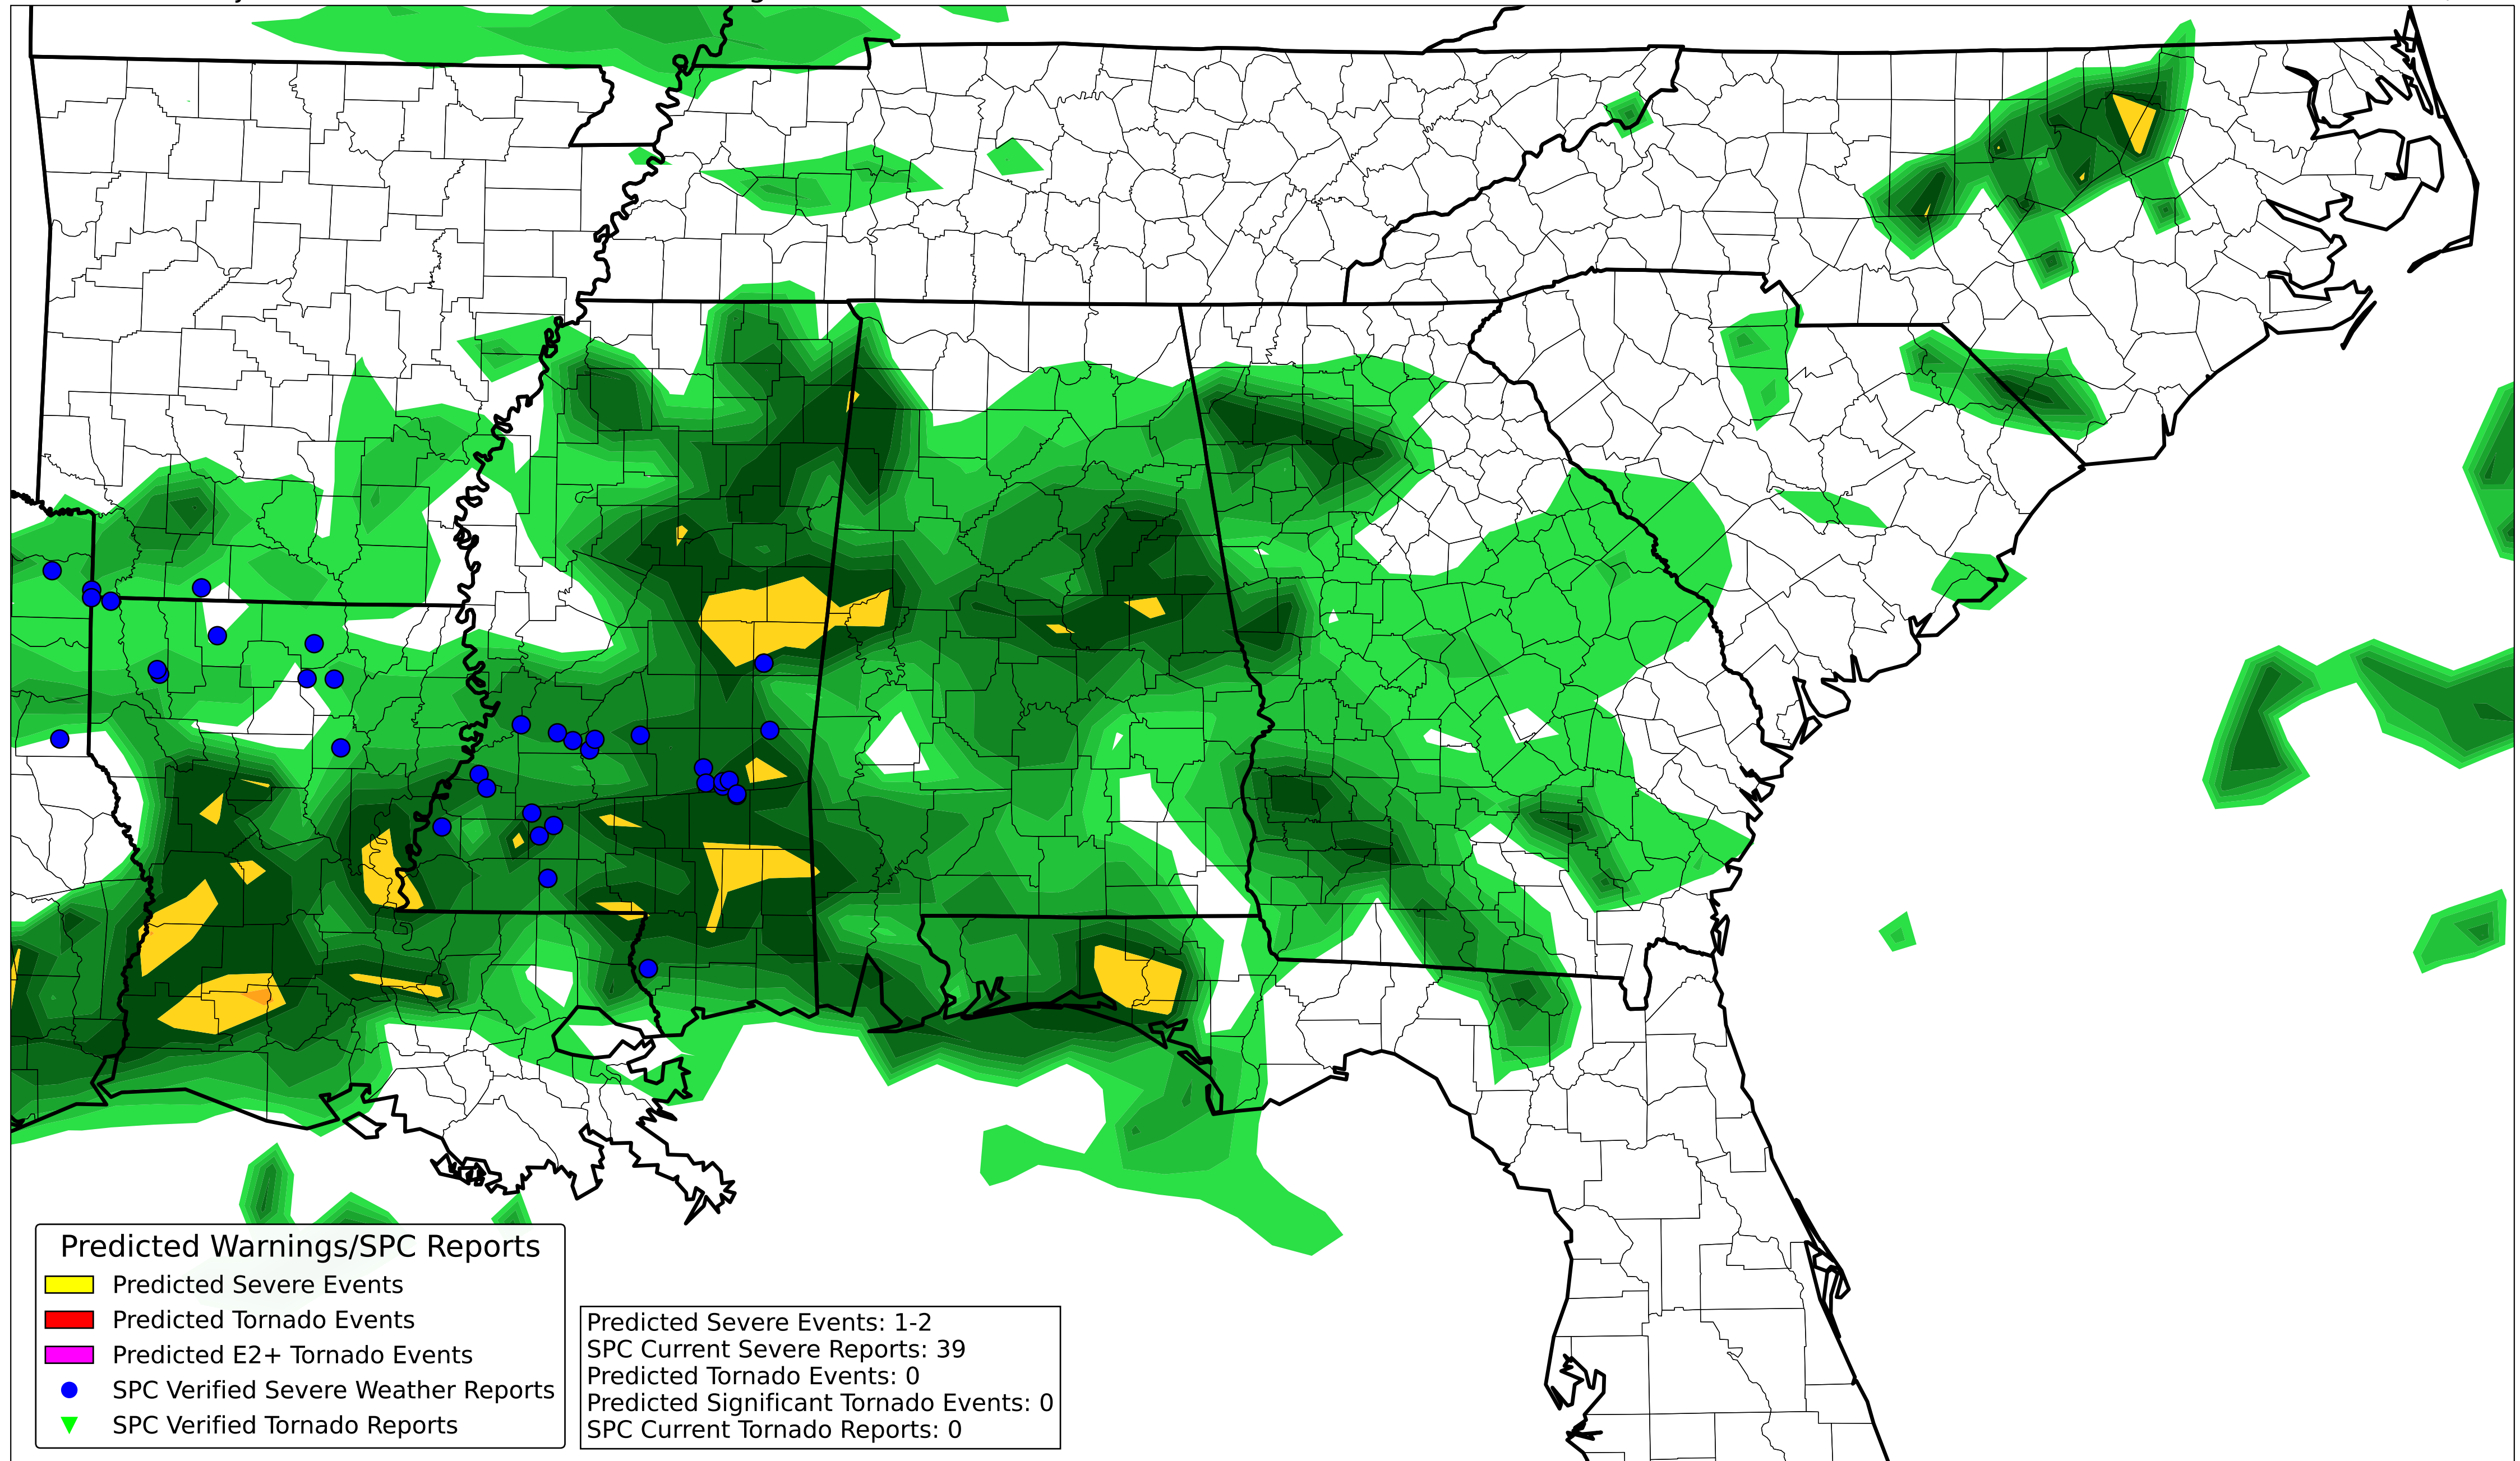 Predicted Warnings/SPC Reports
Predicted Severe Events
Predicted Tornado Events
Predicted E2+ Tornado Events
SPC Verified Severe Weather Reports
SPC Verified Tornado Reports
Predicted Severe Events: 1-2
SPC Current Severe Reports: 39
Predicted Tornado Events: 0
Predicted Significant Tornado Events: 0
SPC Current Tornado Reports: 0